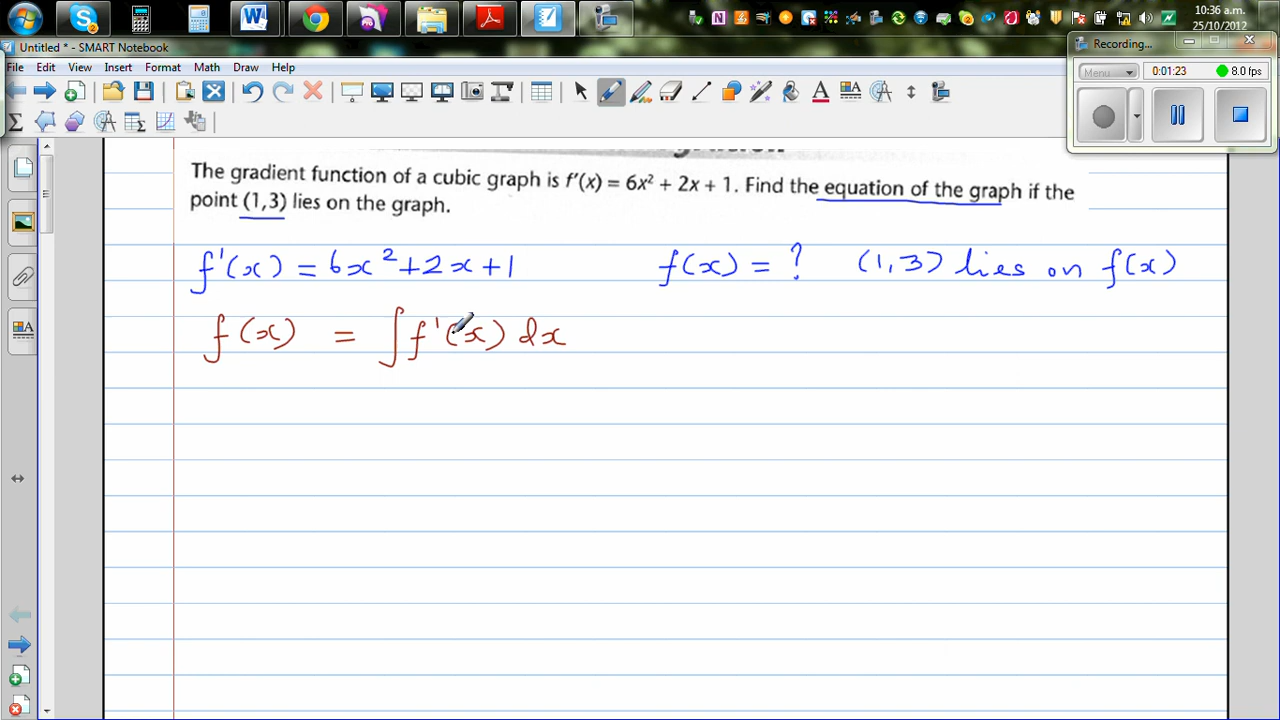 10:36 a.m.
25/10/2012
Untitled * - SMART Notebook
Recording...
File Edit View Insert Format Math Draw Help
Menu
0:01:23
8.0 fps
The gradient function of a cubic graph is f′(x) = 6x² + 2x + 1. Find the equation of the graph if the
point (1,3) lies on the graph.
f'(x) = 6x² + 2x + 1 f(x) = ? (1,3) lies on f(x)
f(x) = ∫f'(x) dx